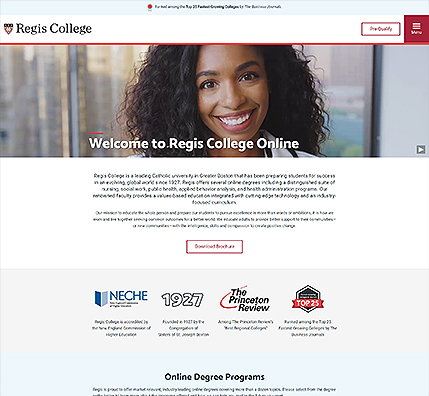 Ranked among the Top 25 Fastest Growing Colleges by The Business Journals
Regis College
Pre-Qualify
Menu
Welcome to Regis College Online
Regis College is a leading Catholic university in Greater Boston that has been preparing students for success
in an evolving, global world since 1927. Regis offers several online degrees including a distinguished suite of
nursing, social work, public health, applied behavior analysis, and health administration programs. Our
renowned faculty provides a values-based education integrated with cutting edge technology and an industry-
focused curriculum.
Our mission to educate the whole person and prepare our students to pursue excellence is more than words or ambitions, it is how we
work and live together seeking common outcomes for a better world. We educate adults to provide better support to their communities—
or new communities—with the intelligence, skills and compassion to create positive change.
Download Brochure
NECHE
1927
The Princeton Review
TOP 25
Regis College is accredited by
the New England Commission of
Higher Education
Founded in 1927 by the
Congregation of
Sisters of St. Joseph Boston
Among The Princeton Review's
"Best Regional Colleges"
Ranked among the Top 25
Fastest Growing Colleges by The
Business Journals
Online Degree Programs
Regis is proud to offer market relevant, industry leading online degrees covering more than a dozen topics. Please select from the degree